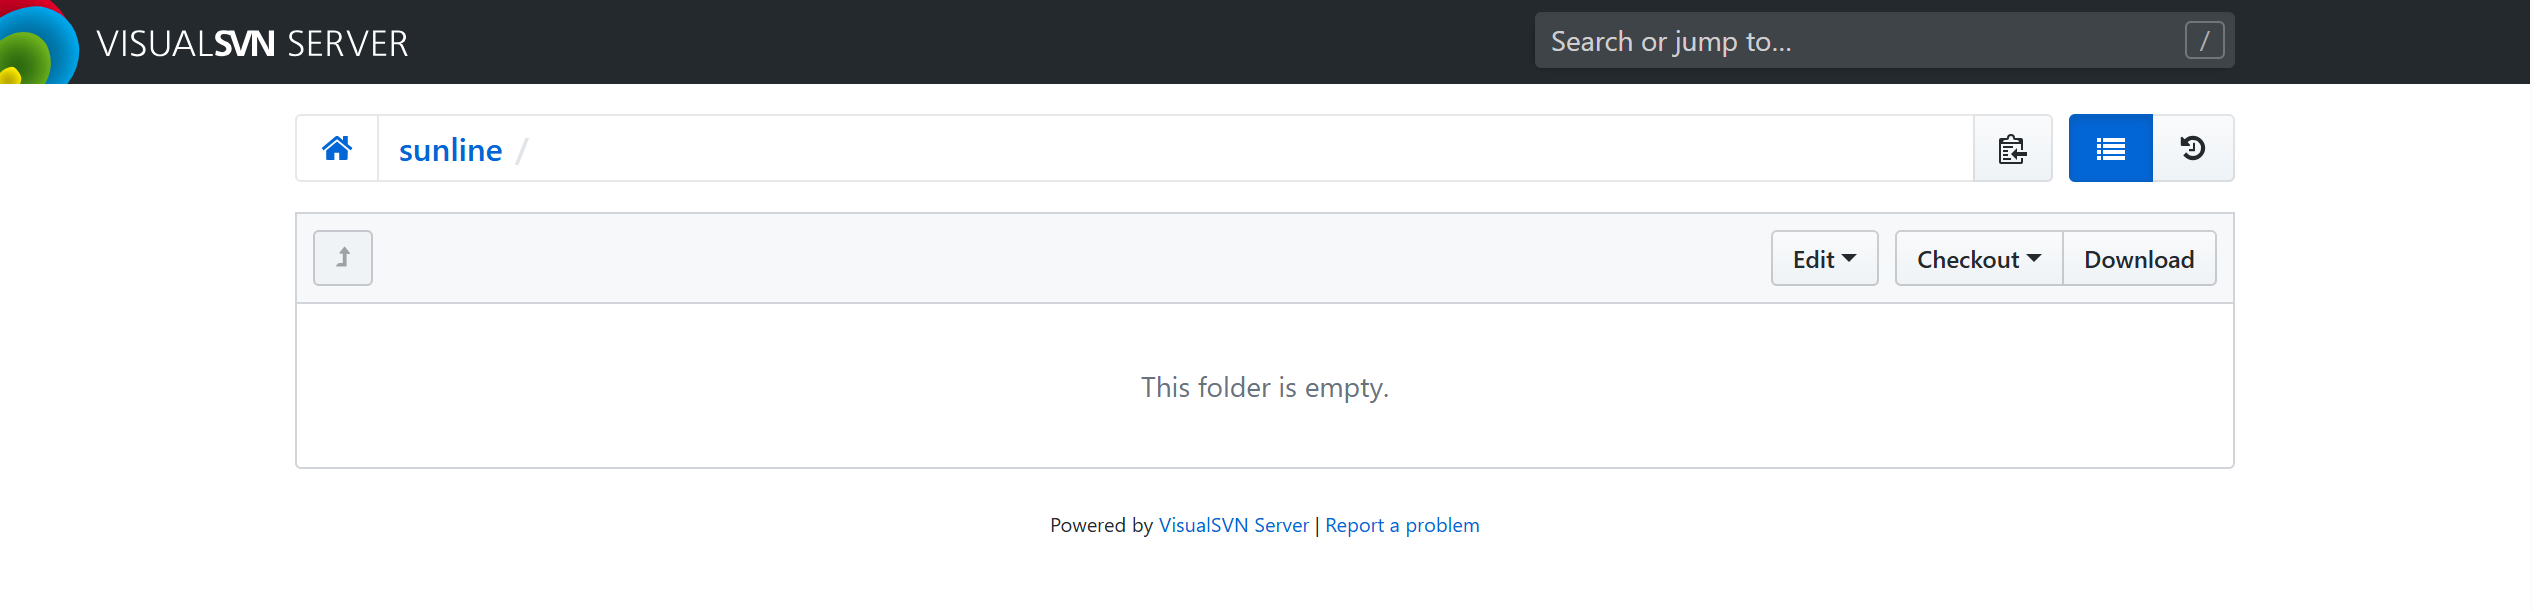 VISUALSVN SERVER
Search or jump to...
/
sunline /
Edit
Checkout
Download
This folder is empty.
Powered by VisualSVN Server | Report a problem